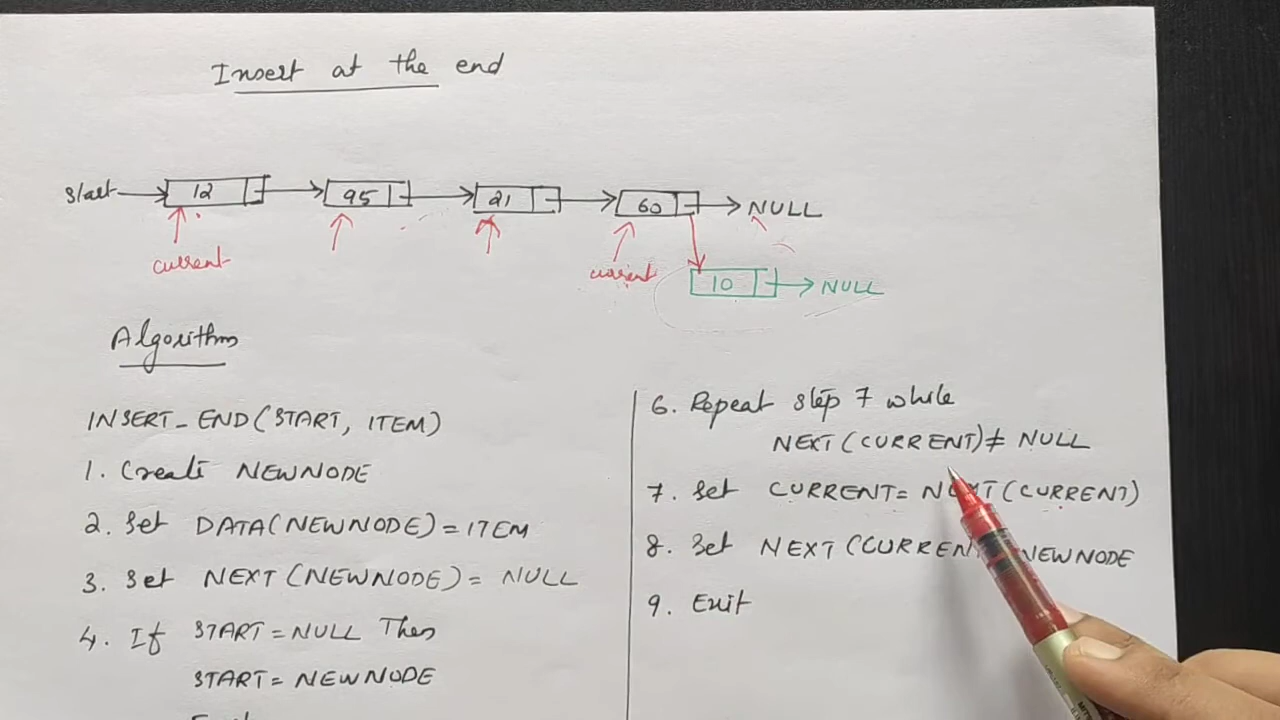 Insert at the end
Start 12 95 21 60 NULL
current current
10 NULL
Algorithm
INSERT_END(START, ITEM)
1. Create NEWNODE
2. Set DATA(NEWNODE) = ITEM
3. Set NEXT(NEWNODE) = NULL
4. If START = NULL Then
START = NEWNODE
6. Repeat step 7 while
NEXT(CURRENT) ≠ NULL
7. Set CURRENT = NEXT(CURRENT)
8. Set NEXT(CURREN NEWNODE
9. Exit